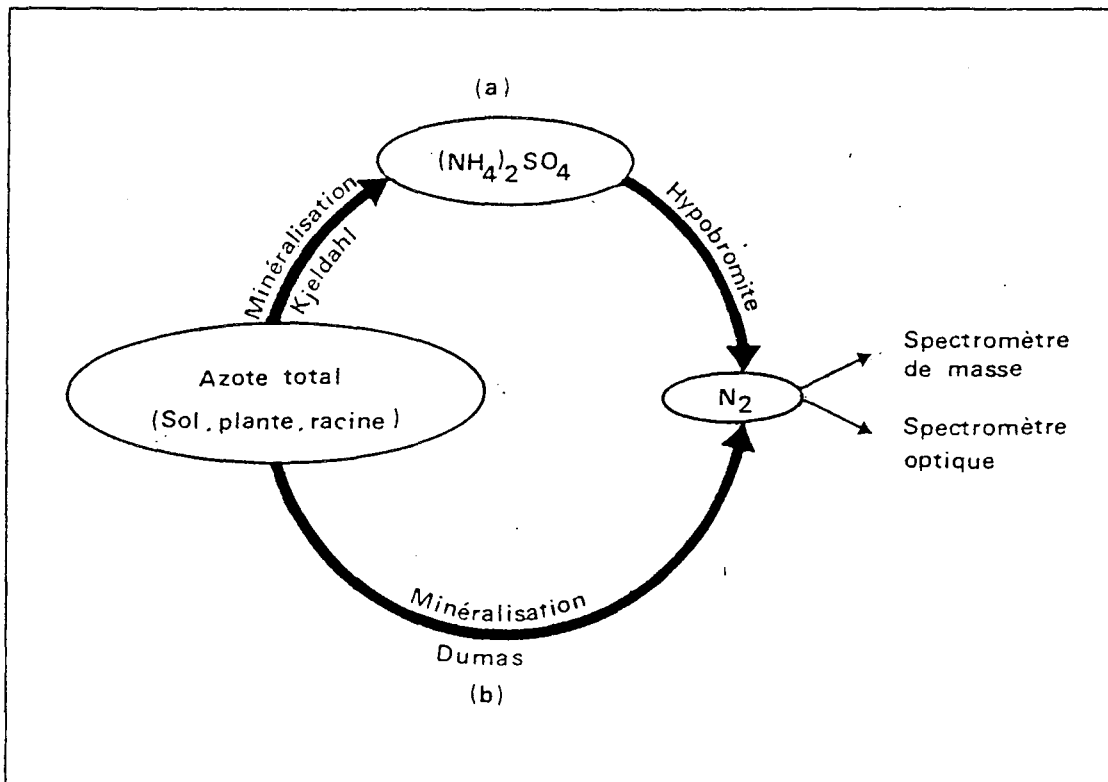 (a)
(NH4)2SO4
Minéralisation
Kjeldahl
Hypobromite
Azote total
(Sol, plante, racine)
N2
Spectromètre
de masse
Spectromètre
optique
Minéralisation
Dumas
(b)